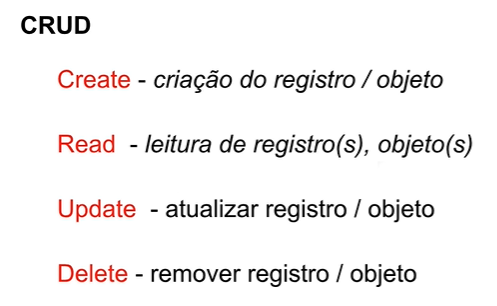 CRUD
Create - criação do registro / objeto
Read - leitura de registro(s), objeto(s)
Update - atualizar registro / objeto
Delete - remover registro / objeto